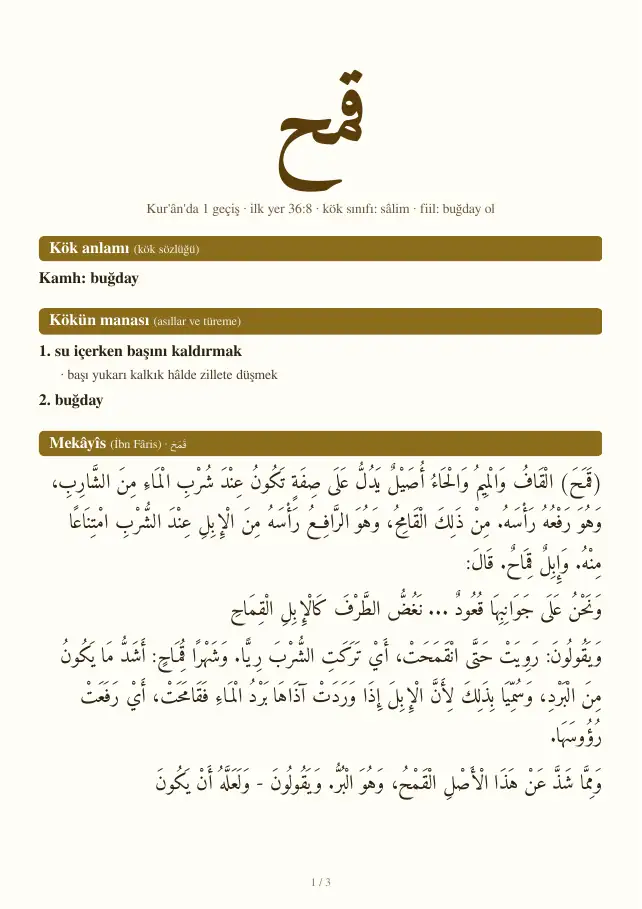 قمح
Kur'ân'da 1 geçiş · ilk yer 36:8 · kök sınıfı: sâlim · fiil: buğday ol
Kök anlamı (kök sözlüğü)
Kamh: buğday
Kökün manası (asıllar ve türeme)
1. su içerken başını kaldırmak
· başı yukarı kalkık hâlde zillete düşmek
2. buğday
Mekâyîs (İbn Fâris) · قَمَحَ
(قَمَحَ) الْقَافُ وَالْمِيمُ وَالْحَاءُ أُصَيْلٌ يَدُلُّ عَلَى صِفَةٍ تَكُونُ عِنْدَ شُرْبِ الْمَاءِ مِنَ الشَّارِبِ،
وَهُوَ رَفْعُهُ رَأْسَهُ. مِنْ ذَلِكَ الْقَامِحُ، وَهُوَ الرَّافِعُ رَأْسَهُ مِنَ الْإِبِلِ عِنْدَ الشُّرْبِ امْتِنَاعًا
مِنْهُ. وَإِبِلٌ قِمَاحٌ. قَالَ:
وَنَحْنُ عَلَى جَوَانِبِهَا قُعُودٌ ... نَغُضُّ الطَّرْفَ كَالْإِبِلِ الْقِمَاحِ
وَيَقُولُونَ: رَوِيَتْ حَتَّى انْقَمَحَتْ، أَيْ تَرَكَتِ الشُّرْبَ رِيًّا. وَشَهْرًا قُِمَاحٍ: أَشَدُّ مَا يَكُونُ
مِنَ الْبَرْدِ، وَسُمِّيَا بِذَلِكَ لِأَنَّ الْإِبِلَ إِذَا وَرَدَتْ آذَاهَا بَرْدُ الْمَاءِ فَقَامَحَتْ، أَيْ رَفَعَتْ
رُؤُوسَهَا.
وَمِمَّا شَذَّ عَنْ هَذَا الْأَصْلِ الْقَمْحُ، وَهُوَ الْبُرُّ. وَيَقُولُونَ - وَلَعَلَّهُ أَنْ يَكُونَ
1 / 3